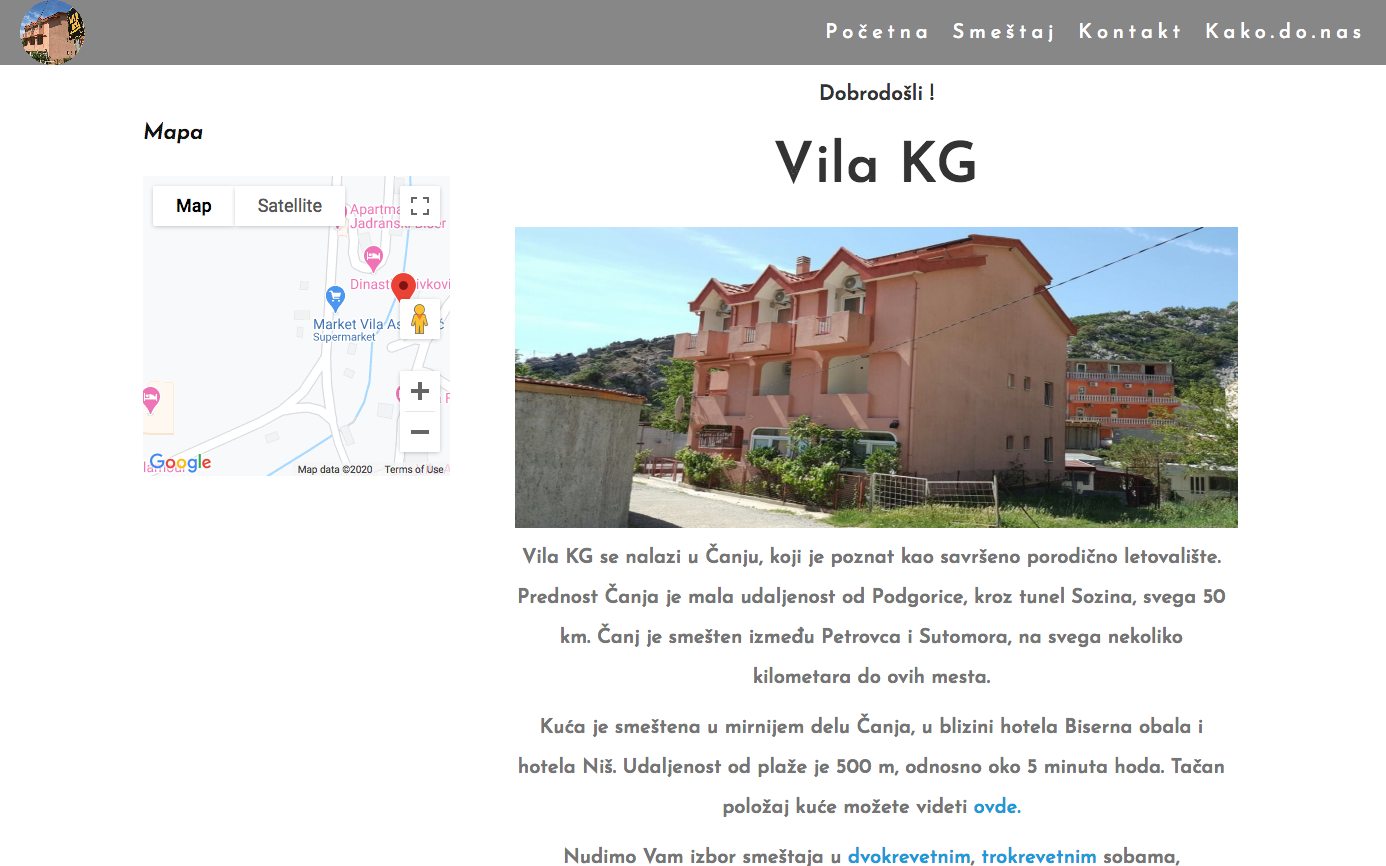 Početna Smeštaj Kontakt Kako.do.nas
Dobrodošli !
Vila KG
Mapa
Map Satellite
Jadranski Biser
Market Vila
Supermarket
Google
Map data ©2020 Terms of Use
Vila KG se nalazi u Čanju, koji je poznat kao savršeno porodično letovalište.
Prednost Čanja je mala udaljenost od Podgorice, kroz tunel Sozina, svega 50
km. Čanj je smešten između Petrovca i Sutomora, na svega nekoliko
kilometara do ovih mesta.
Kuća je smeštena u mirnijem delu Čanja, u blizini hotela Biserna obala i
hotela Niš. Udaljenost od plaže je 500 m, odnosno oko 5 minuta hoda. Tačan
položaj kuće možete videti ovde.
Nudimo Vam izbor smeštaja u dvokrevetnim, trokrevetnim sobama,